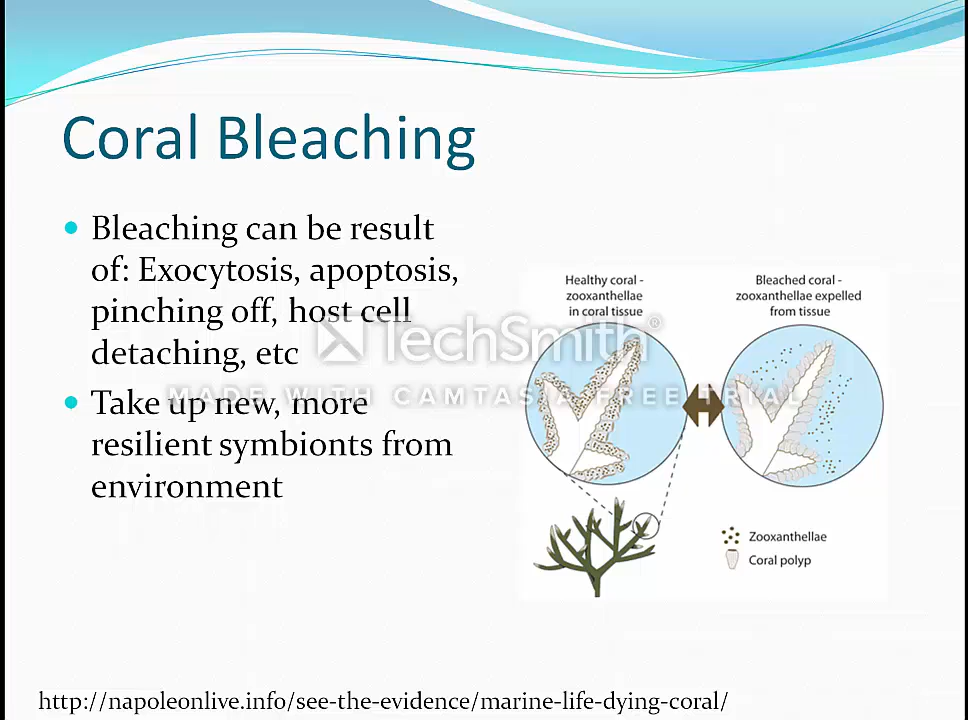 Coral Bleaching
Bleaching can be result
of: Exocytosis, apoptosis,
pinching off, host cell
detaching, etc
Take up new, more
resilient symbionts from
environment
Healthy coral -
zooxanthellae
in coral tissue
Bleached coral -
zooxanthellae expelled
from tissue
TechSmith®
MADE WITH CAMTASIA FREE TRIAL
Zooxanthellae
Coral polyp
http://napoleonlive.info/see-the-evidence/marine-life-dying-coral/